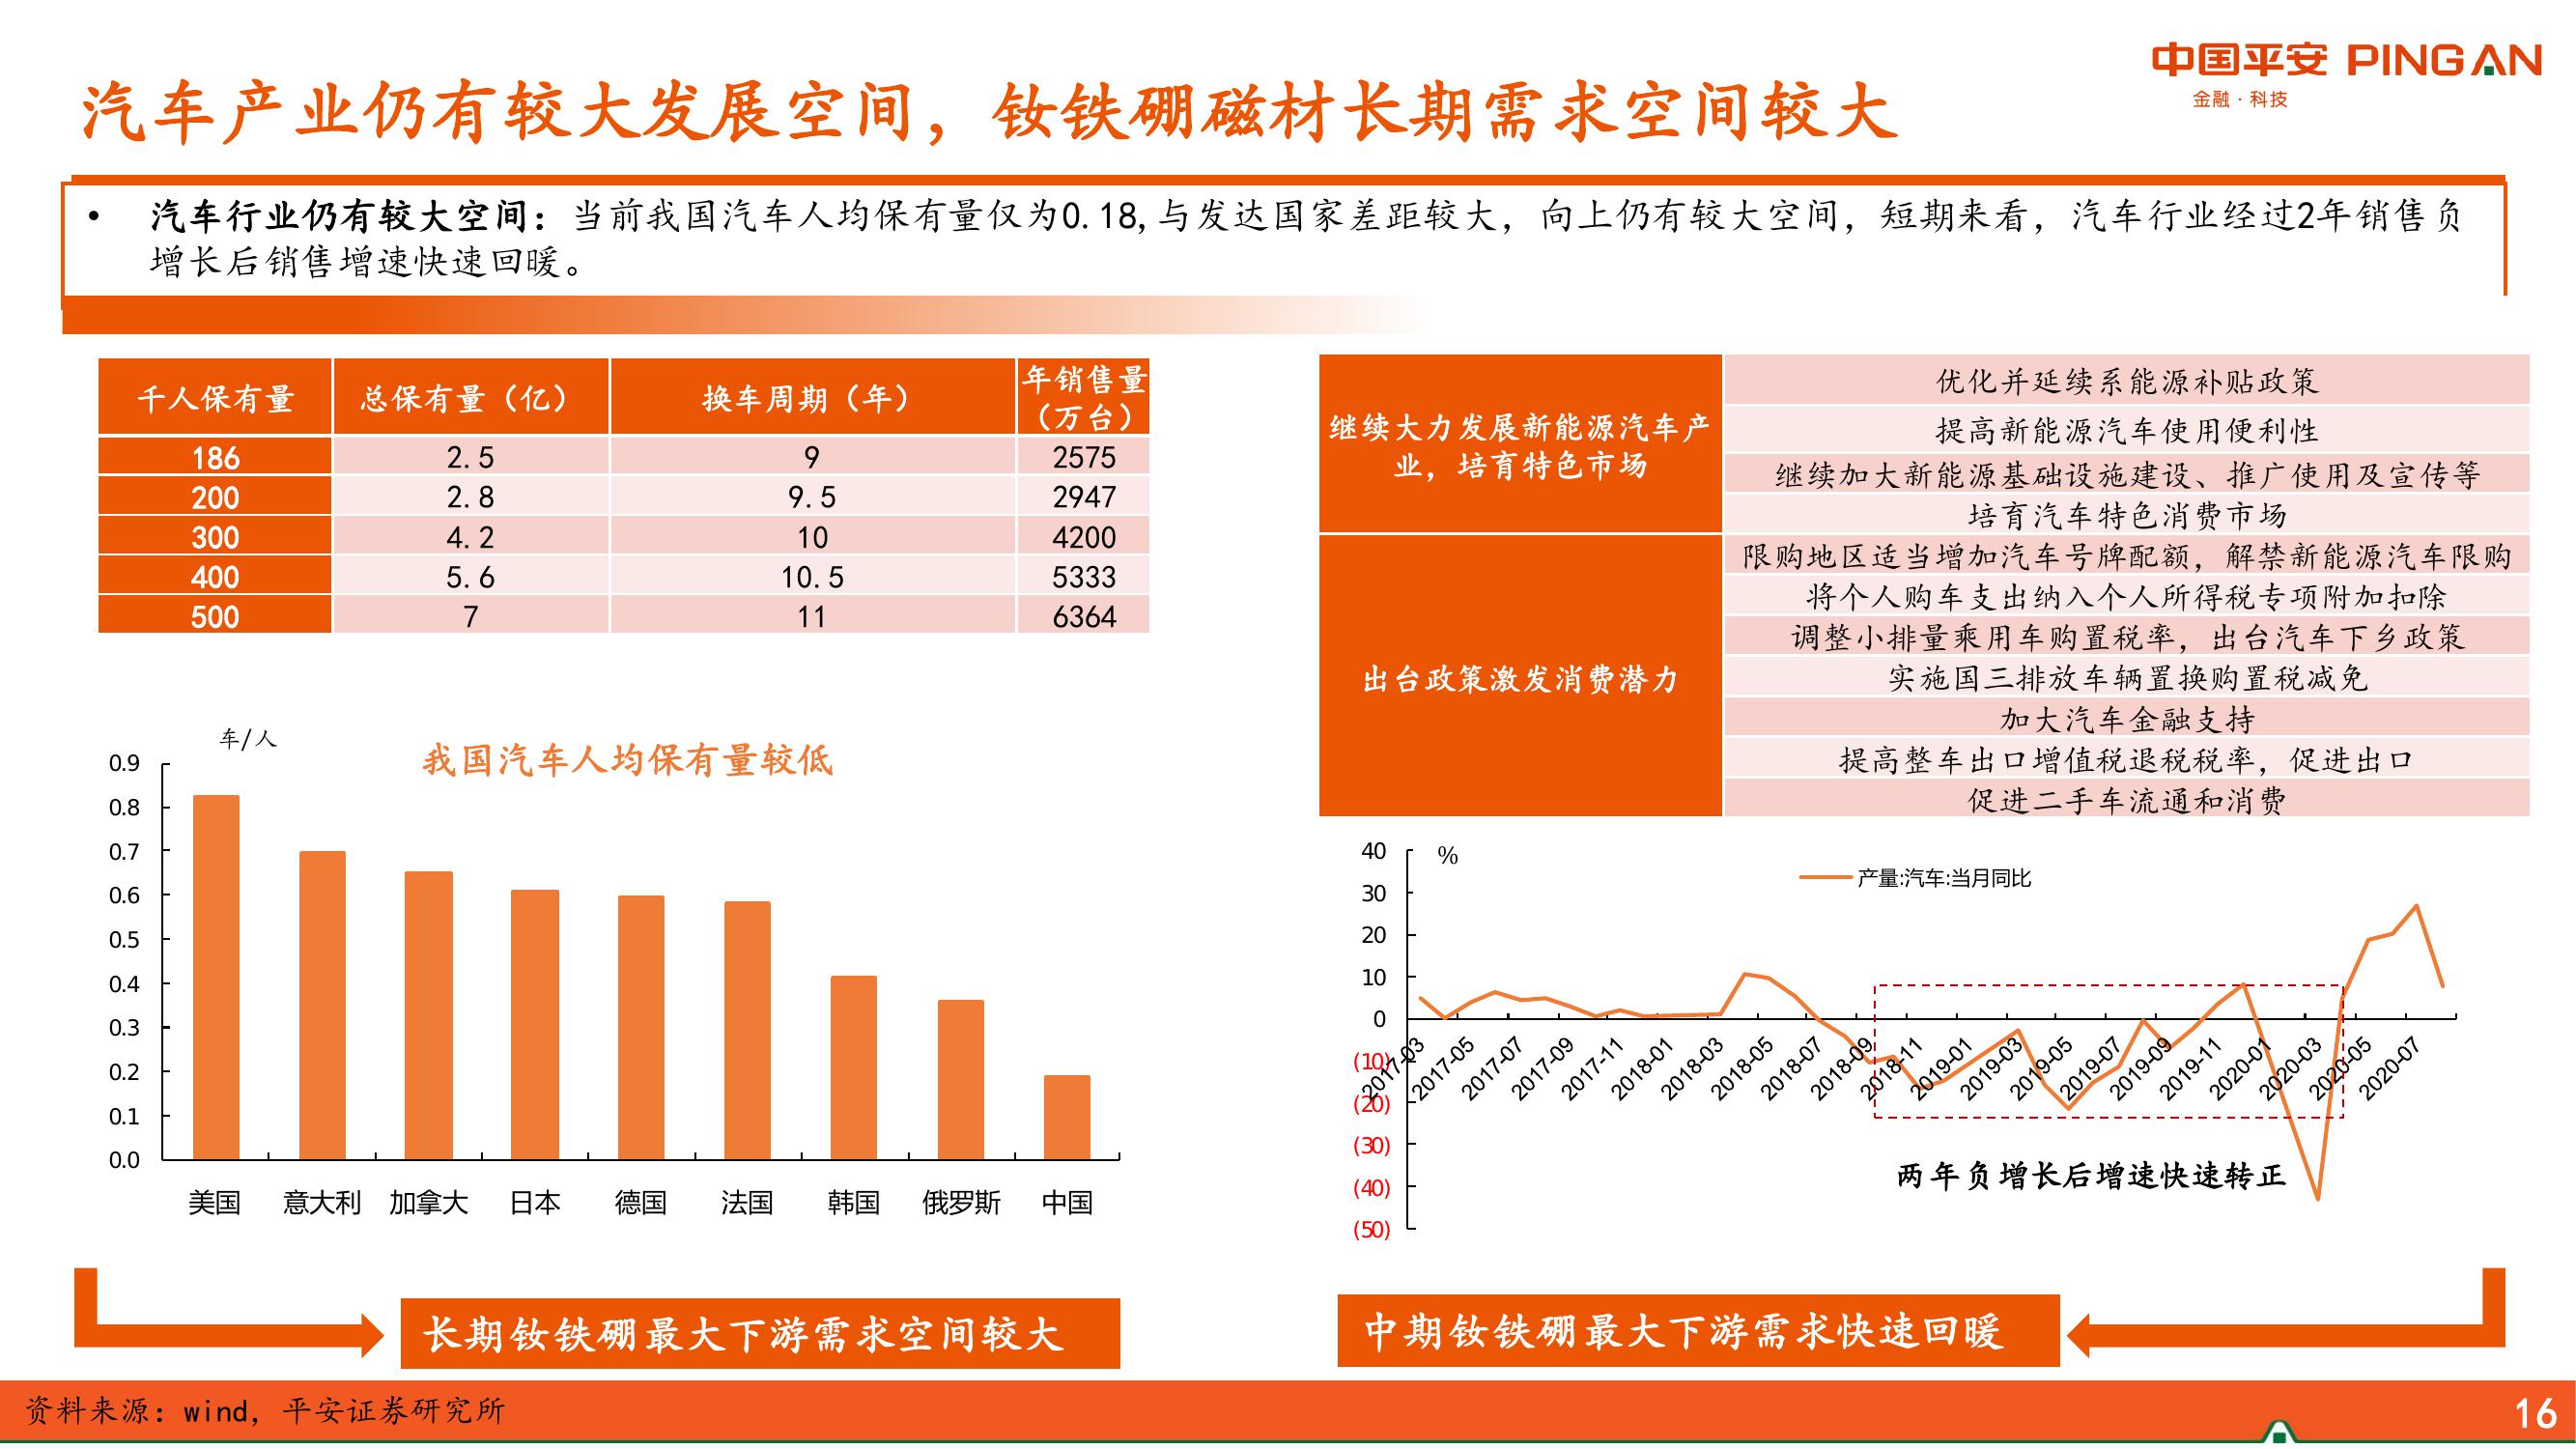 中国平安 PINGAN
金融·科技
汽车产业仍有较大发展空间，钕铁硼磁材长期需求空间较大
• 汽车行业仍有较大空间：当前我国汽车人均保有量仅为0.18,与发达国家差距较大，向上仍有较大空间，短期来看，汽车行业经过2年销售负
增长后销售增速快速回暖。
千人保有量 总保有量（亿） 换车周期（年） 年销售量
（万台）
186 2.5 9 2575
200 2.8 9.5 2947
300 4.2 10 4200
400 5.6 10.5 5333
500 7 11 6364
继续大力发展新能源汽车产
业，培育特色市场
优化并延续系能源补贴政策
提高新能源汽车使用便利性
继续加大新能源基础设施建设、推广使用及宣传等
培育汽车特色消费市场
出台政策激发消费潜力
限购地区适当增加汽车号牌配额，解禁新能源汽车限购
将个人购车支出纳入个人所得税专项附加扣除
调整小排量乘用车购置税率，出台汽车下乡政策
实施国三排放车辆置换购置税减免
加大汽车金融支持
提高整车出口增值税退税税率，促进出口
促进二手车流通和消费
车/人
我国汽车人均保有量较低
0.9
0.8
0.7
0.6
0.5
0.4
0.3
0.2
0.1
0.0
美国 意大利 加拿大 日本 德国 法国 韩国 俄罗斯 中国
%
产量:汽车:当月同比
40
30
20
10
0
(10)
(20)
(30)
(40)
(50)
2017-03 2017-05 2017-07 2017-09 2017-11 2018-01 2018-03 2018-05 2018-07 2018-09 2018-11 2019-01 2019-03 2019-05 2019-07 2019-09 2019-11 2020-01 2020-03 2020-05 2020-07
两年负增长后增速快速转正
长期钕铁硼最大下游需求空间较大
中期钕铁硼最大下游需求快速回暖
资料来源：wind，平安证券研究所
16